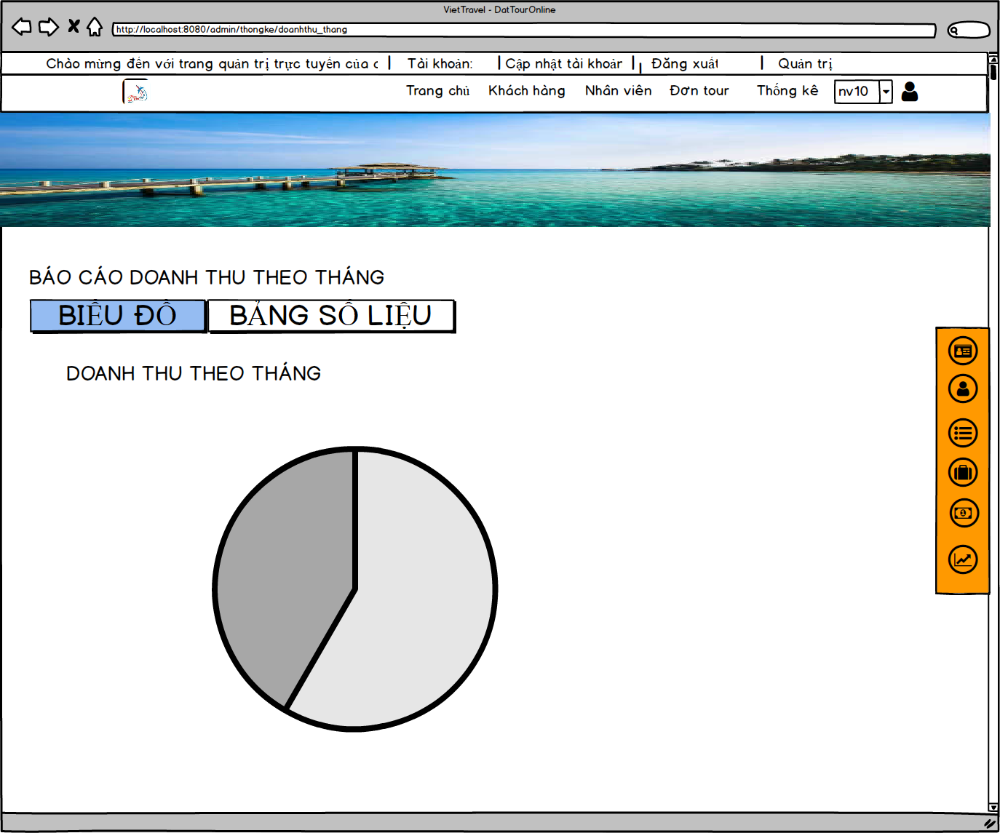 VietTravel - DatTourOnline
http://localhost:8080/admin/thongke/doanhthu_thang
Chào mừng đến với trang quản trị trực tuyến của c | Tài khoản: | Cập nhật tài khoản | Đăng xuất | Quản trị
Trang chủ Khách hàng Nhân viên Đơn tour Thống kê nv10
BÁO CÁO DOANH THU THEO THÁNG
BIỂU ĐỒ BẢNG SỐ LIỆU
DOANH THU THEO THÁNG